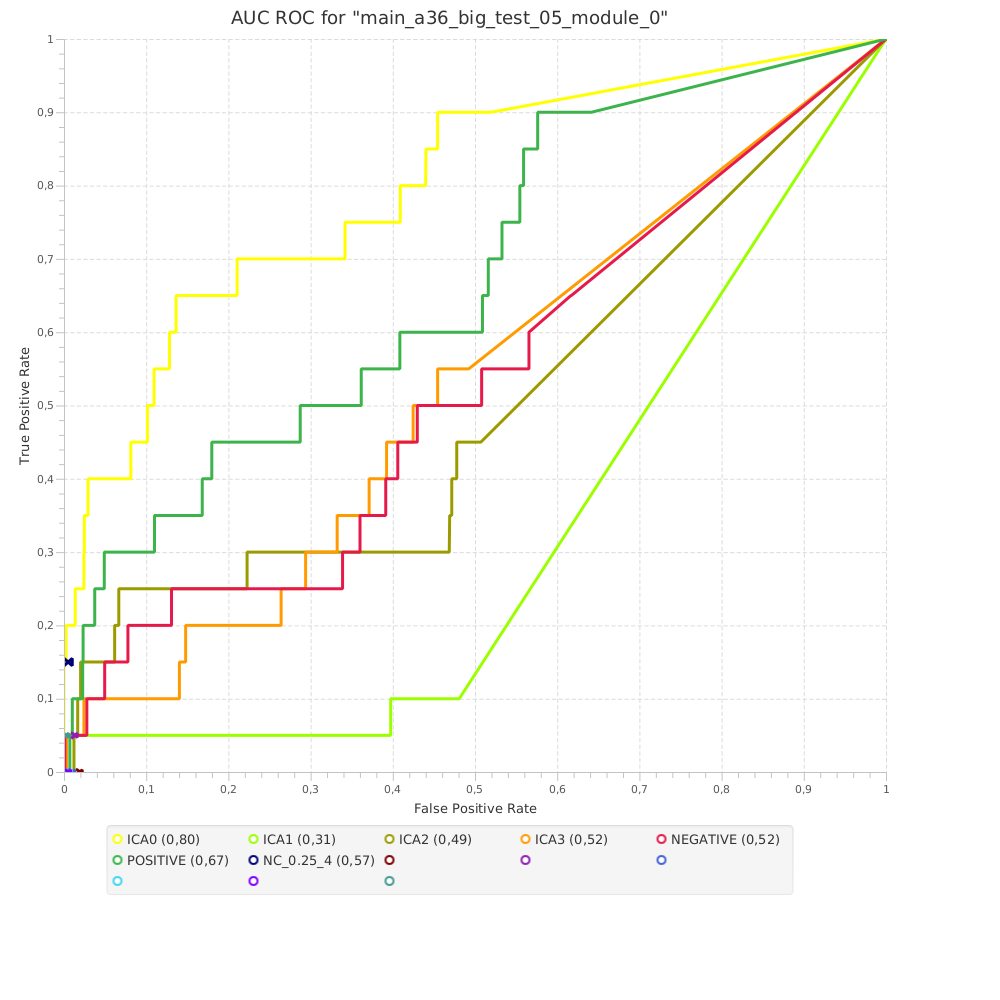 AUC ROC for "main_a36_big_test_05_module_0"
1
0,9
0,8
0,7
0,6
0,5
0,4
0,3
0,2
0,1
0
True Positive Rate
0 0,1 0,2 0,3 0,4 0,5 0,6 0,7 0,8 0,9 1
False Positive Rate
ICA0 (0,80) ICA1 (0,31) ICA2 (0,49) ICA3 (0,52) NEGATIVE (0,52)
POSITIVE (0,67) NC_0.25_4 (0,57)